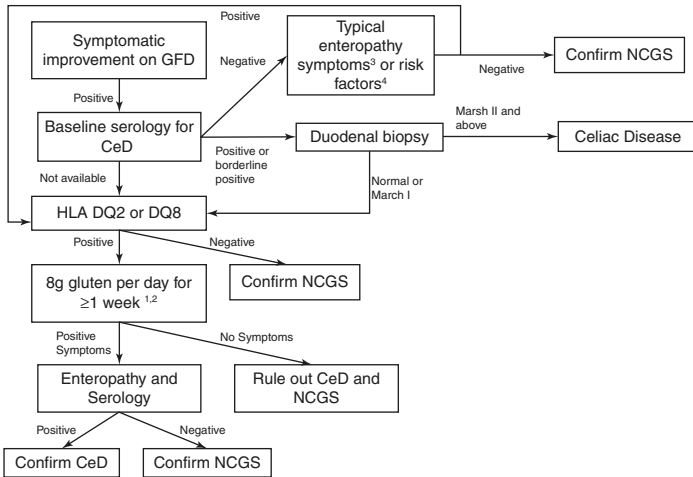 Positive
Symptomatic
improvement on GFD
Typical
enteropathy
symptoms³ or risk
factors⁴
Negative
Negative
Confirm NCGS
Positive
Baseline serology for
CeD
Positive or
borderline
positive
Duodenal biopsy
Marsh II and
above
Celiac Disease
Not available
Normal or
March I
HLA DQ2 or DQ8
Positive
Negative
Confirm NCGS
8g gluten per day for
≥1 week ¹,²
Positive
Symptoms
No Symptoms
Enteropathy and
Serology
Rule out CeD and
NCGS
Positive
Negative
Confirm CeD
Confirm NCGS